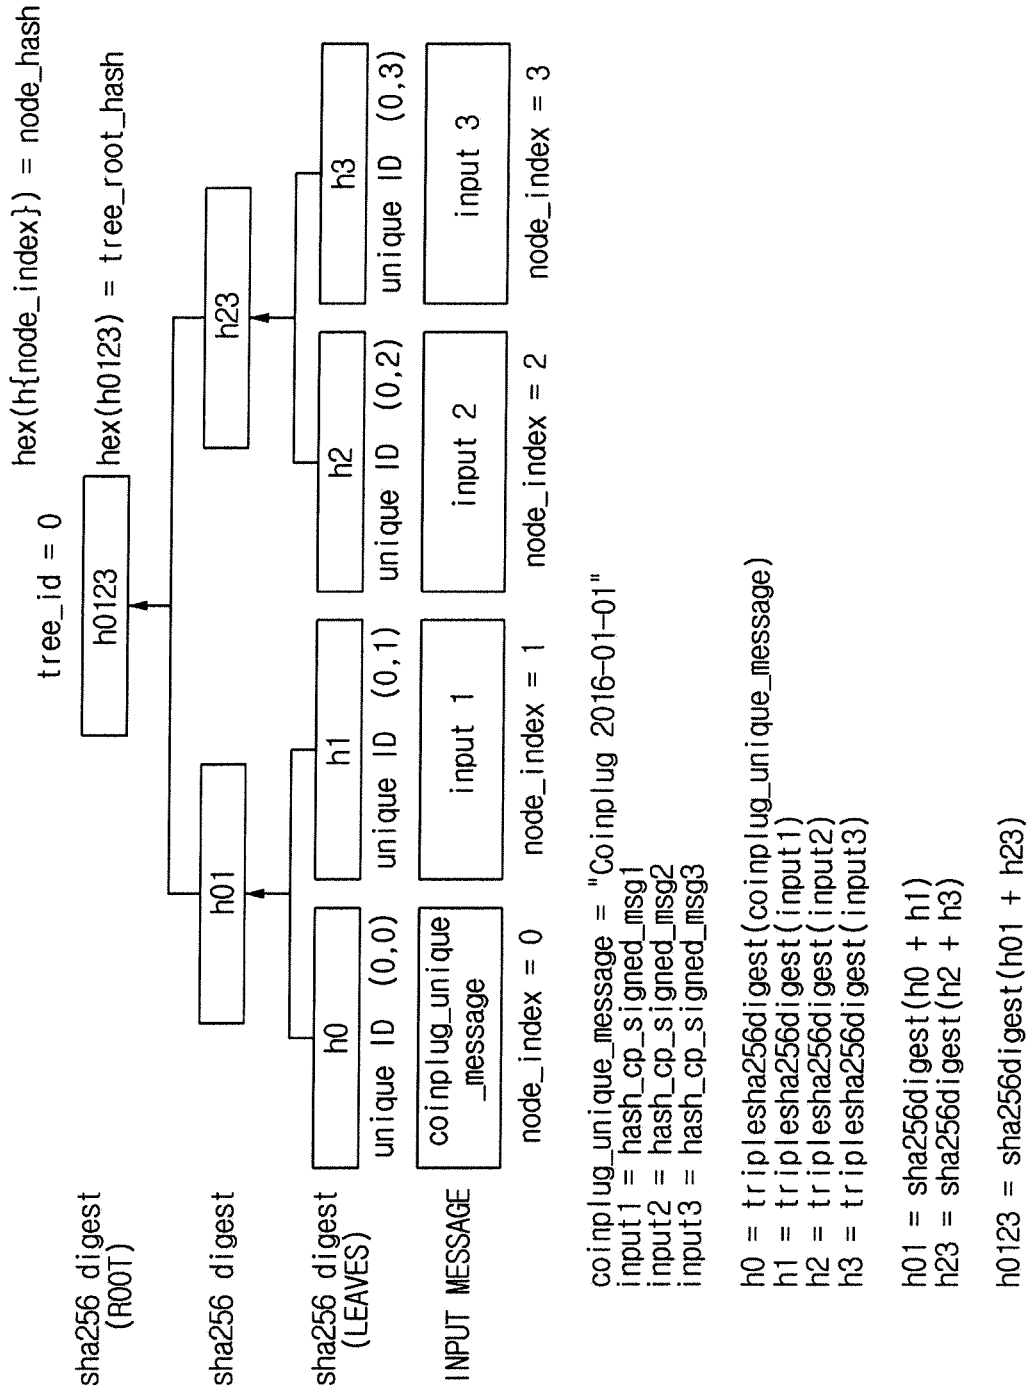 tree_id = 0
hex(h{node_index}) = node_hash
sha256 digest
(ROOT)
h0123
hex(h0123) = tree_root_hash
sha256 digest
h01
h23
sha256 digest
(LEAVES)
h0
h1
h2
h3
unique ID (0,0)
unique ID (0,1)
unique ID (0,2)
unique ID (0,3)
INPUT MESSAGE
coinplug_unique
_message
input 1
input 2
input 3
node_index = 0
node_index = 1
node_index = 2
node_index = 3
coinplug_unique_message = "Coinplug 2016-01-01"
input1 = hash_cp_signed_msg1
input2 = hash_cp_signed_msg2
input3 = hash_cp_signed_msg3
h0 = triplesha256digest(coinplug_unique_message)
h1 = triplesha256digest(input1)
h2 = triplesha256digest(input2)
h3 = triplesha256digest(input3)
h01 = sha256digest(h0 + h1)
h23 = sha256digest(h2 + h3)
h0123 = sha256digest(h01 + h23)